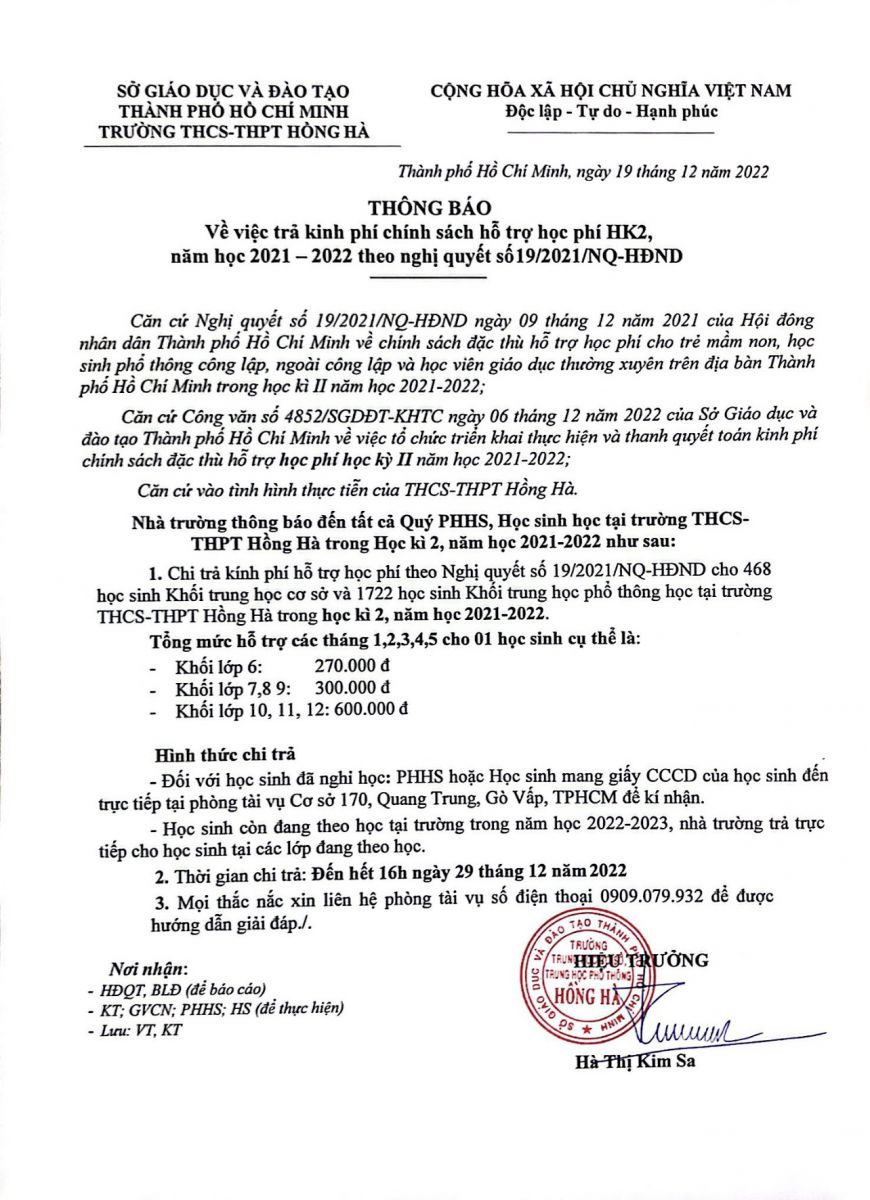 SỞ GIÁO DỤC VÀ ĐÀO TẠO
THÀNH PHỐ HỒ CHÍ MINH
TRƯỜNG THCS-THPT HỒNG HÀ
CỘNG HÒA XÃ HỘI CHỦ NGHĨA VIỆT NAM
Độc lập - Tự do - Hạnh phúc
Thành phố Hồ Chí Minh, ngày 19 tháng 12 năm 2022
THÔNG BÁO
Về việc trả kinh phí chính sách hỗ trợ học phí HK2,
năm học 2021 – 2022 theo nghị quyết số19/2021/NQ-HĐND
Căn cứ Nghị quyết số 19/2021/NQ-HĐND ngày 09 tháng 12 năm 2021 của Hội đông
nhân dân Thành phố Hồ Chí Minh về chính sách đặc thù hỗ trợ học phí cho trẻ mầm non, học
sinh phổ thông công lập, ngoài công lập và học viên giáo dục thường xuyên trên địa bàn Thành
phố Hồ Chí Minh trong học kì II năm học 2021-2022;
Căn cứ Công văn số 4852/SGDĐT-KHTC ngày 06 tháng 12 năm 2022 của Sở Giáo dục và
đào tạo Thành phố Hồ Chí Minh về việc tổ chức triển khai thực hiện và thanh quyết toán kinh phí
chính sách đặc thù hỗ trợ học phí học kỳ II năm học 2021-2022;
Căn cứ vào tình hình thực tiễn của THCS-THPT Hồng Hà.
Nhà trường thông báo đến tất cả Quý PHHS, Học sinh học tại trường THCS-
THPT Hồng Hà trong Học kì 2, năm học 2021-2022 như sau:
1. Chi trả kính phí hỗ trợ học phí theo Nghị quyết số 19/2021/NQ-HĐND cho 468
học sinh Khối trung học cơ sở và 1722 học sinh Khối trung học phổ thông học tại trường
THCS-THPT Hồng Hà trong học kì 2, năm học 2021-2022.
Tổng mức hỗ trợ các tháng 1,2,3,4,5 cho 01 học sinh cụ thể là:
- Khối lớp 6: 270.000 đ
- Khối lớp 7,8 9: 300.000 đ
- Khối lớp 10, 11, 12: 600.000 đ
Hình thức chi trả
- Đối với học sinh đã nghỉ học: PHHS hoặc Học sinh mang giấy CCCD của học sinh đến
trực tiếp tại phòng tài vụ Cơ sở 170, Quang Trung, Gò Vấp, TPHCM để kí nhận.
- Học sinh còn đang theo học tại trường trong năm học 2022-2023, nhà trường trả trực
tiếp cho học sinh tại các lớp đang theo học.
2. Thời gian chi trả: Đến hết 16h ngày 29 tháng 12 năm 2022
3. Mọi thắc nắc xin liên hệ phòng tài vụ số điện thoại 0909.079.932 để được
hướng dẫn giải đáp./.
Nơi nhận:
- HĐQT, BLĐ (để báo cáo)
- KT; GVCN; PHHS; HS (để thực hiện)
- Lưu: VT, KT
HIỆU TRƯỞNG
SỞ GIÁO DỤC VÀ ĐÀO TẠO THÀNH PHỐ HỒ CHÍ MINH
TRƯỜNG
TRUNG HỌC CƠ SỞ,
TRUNG HỌC PHỔ THÔNG
HỒNG HÀ
Hà Thị Kim Sa